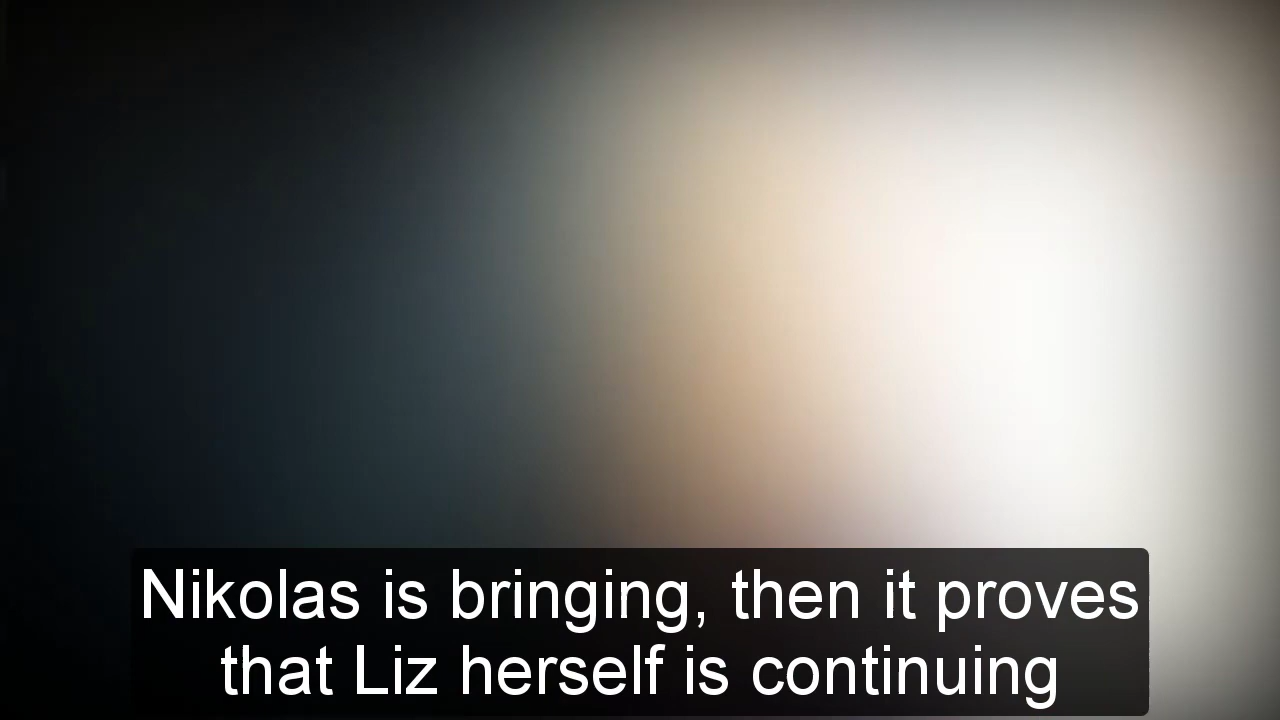 Nikolas is bringing, then it proves
that Liz herself is continuing